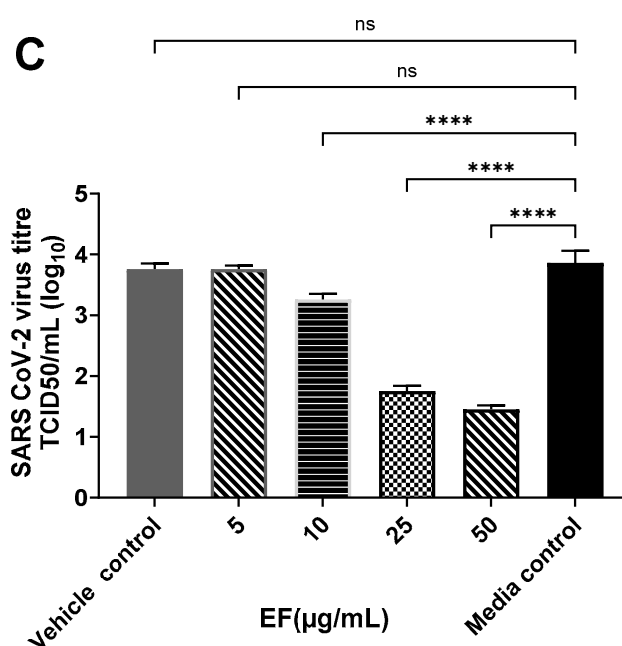 C
ns
ns
****
****
****
SARS CoV-2 virus titre
TCID50/mL (log₁₀)
5
4
3
2
1
0
Vehicle control
5
10
25
50
Media control
EF(µg/mL)